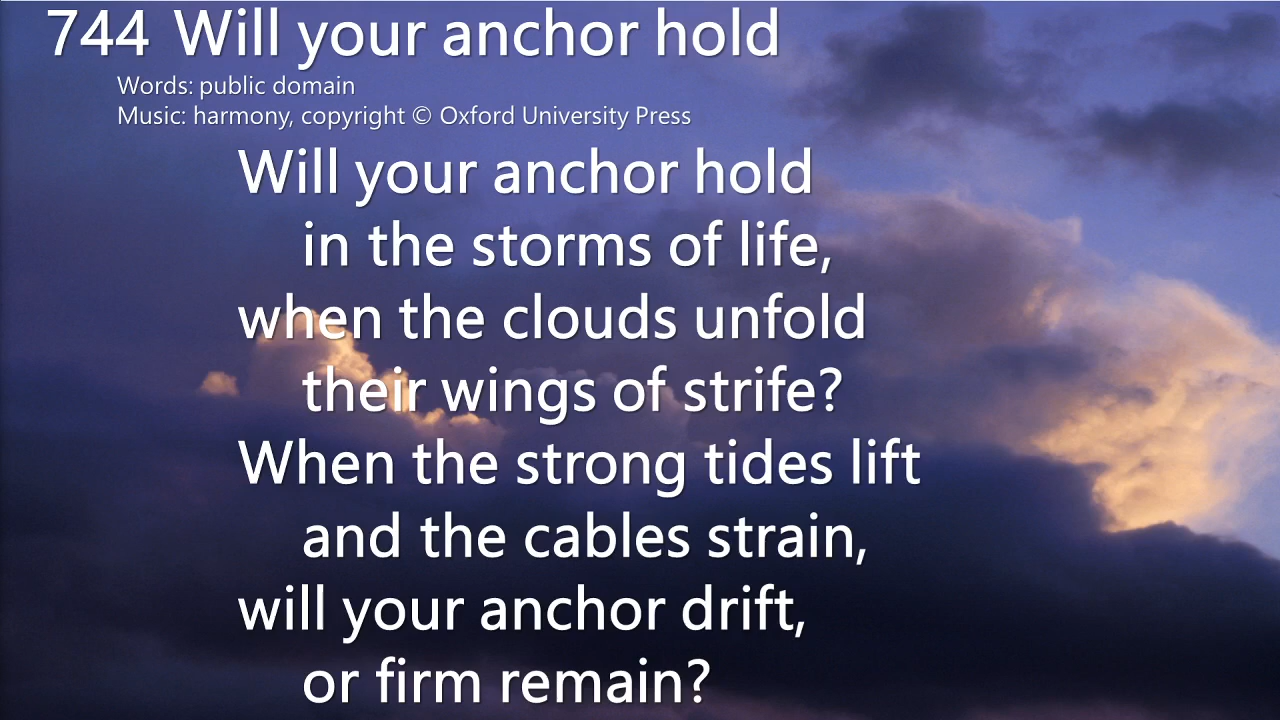 744 Will your anchor hold
Words: public domain
Music: harmony, copyright © Oxford University Press
Will your anchor hold
in the storms of life,
when the clouds unfold
their wings of strife?
When the strong tides lift
and the cables strain,
will your anchor drift,
or firm remain?